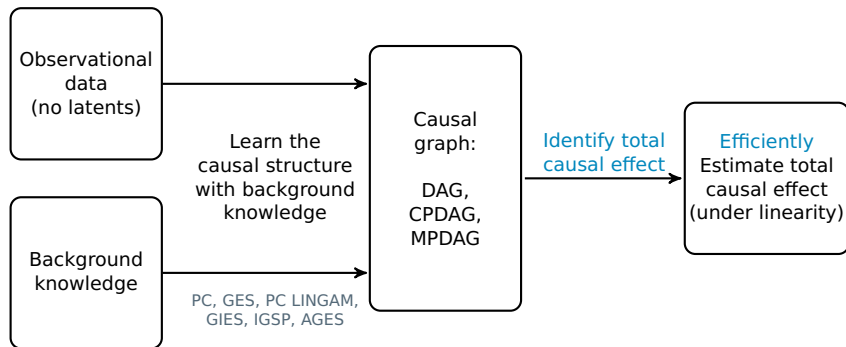 Observational
data
(no latents)
Learn the
causal structure
with background
knowledge
Background
knowledge
PC, GES, PC LINGAM,
GIES, IGSP, AGES
Causal
graph:
DAG,
CPDAG,
MPDAG
Identify total
causal effect
Efficiently
Estimate total
causal effect
(under linearity)